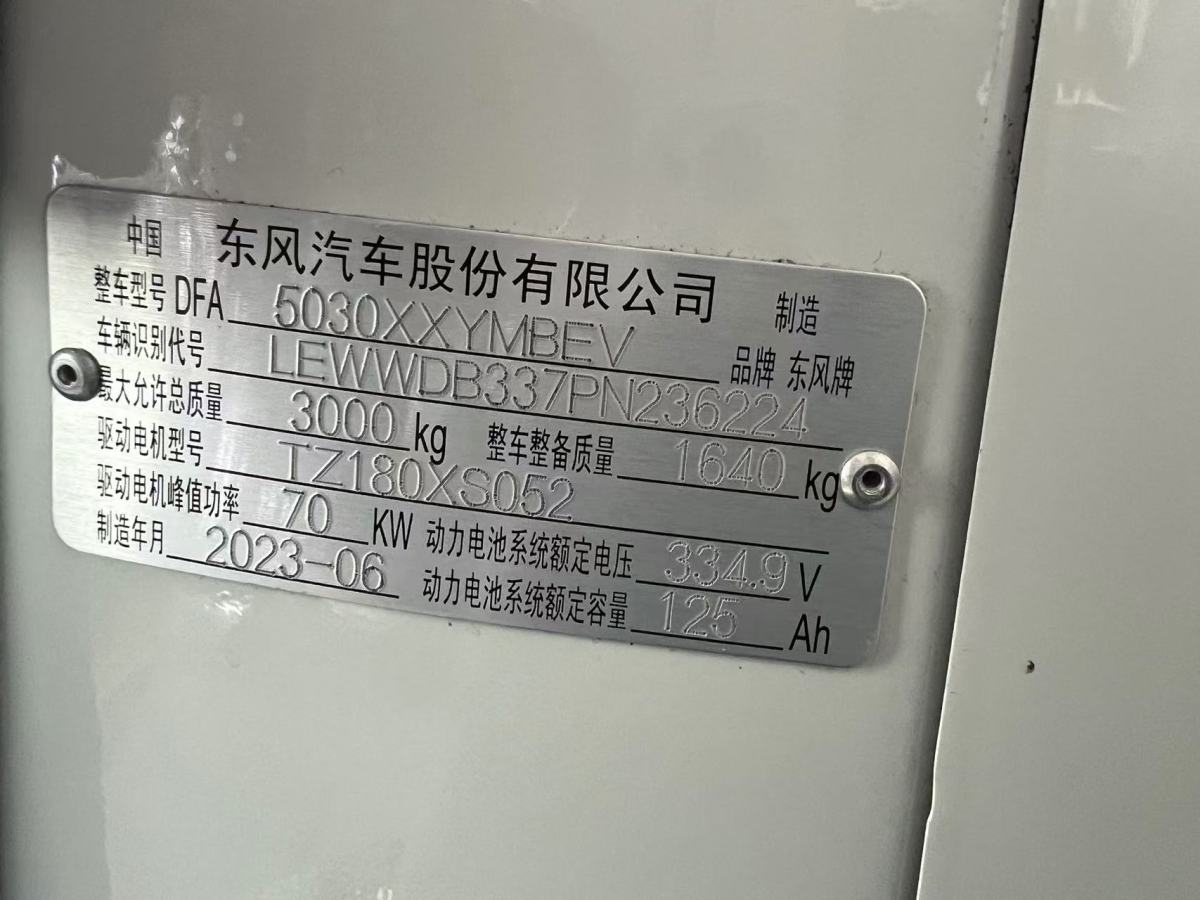 中国 东风汽车股份有限公司 制造
整车型号 DFA 5030XXYMBEV 品牌 东风牌
车辆识别代号 LEWWDB337PN236224
最大允许总质量 3000 kg 整车整备质量 1640 kg
驱动电机型号 TZ180XS052
驱动电机峰值功率 70 KW 动力电池系统额定电压 334.9 V
制造年月 2023-06 动力电池系统额定容量 125 Ah